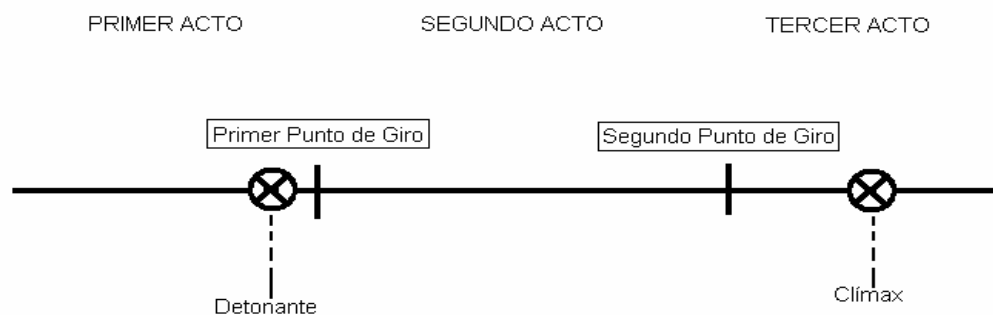 PRIMER ACTO
SEGUNDO ACTO
TERCER ACTO
Primer Punto de Giro
Segundo Punto de Giro
Detonante
Clímax